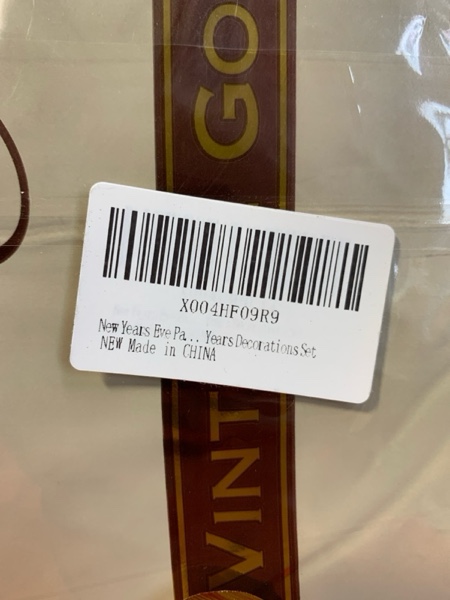 GO
X004HF09R9
New Years Eve Pa... Years Decorations Set
NEW Made in CHINA
VINT